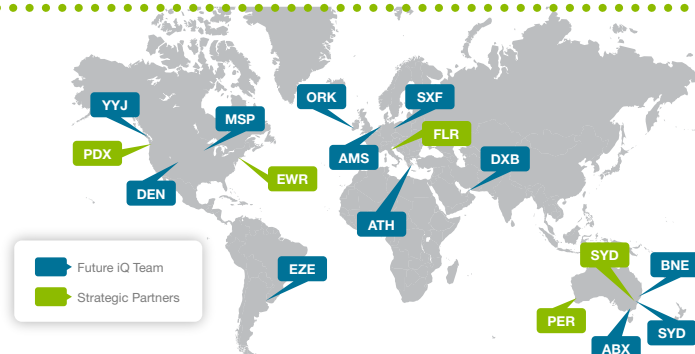 YYJ
ORK
SXF
MSP
FLR
PDX
AMS
DXB
EWR
DEN
ATH
SYD
Future iQ Team
EZE
BNE
Strategic Partners
PER
SYD
ABX